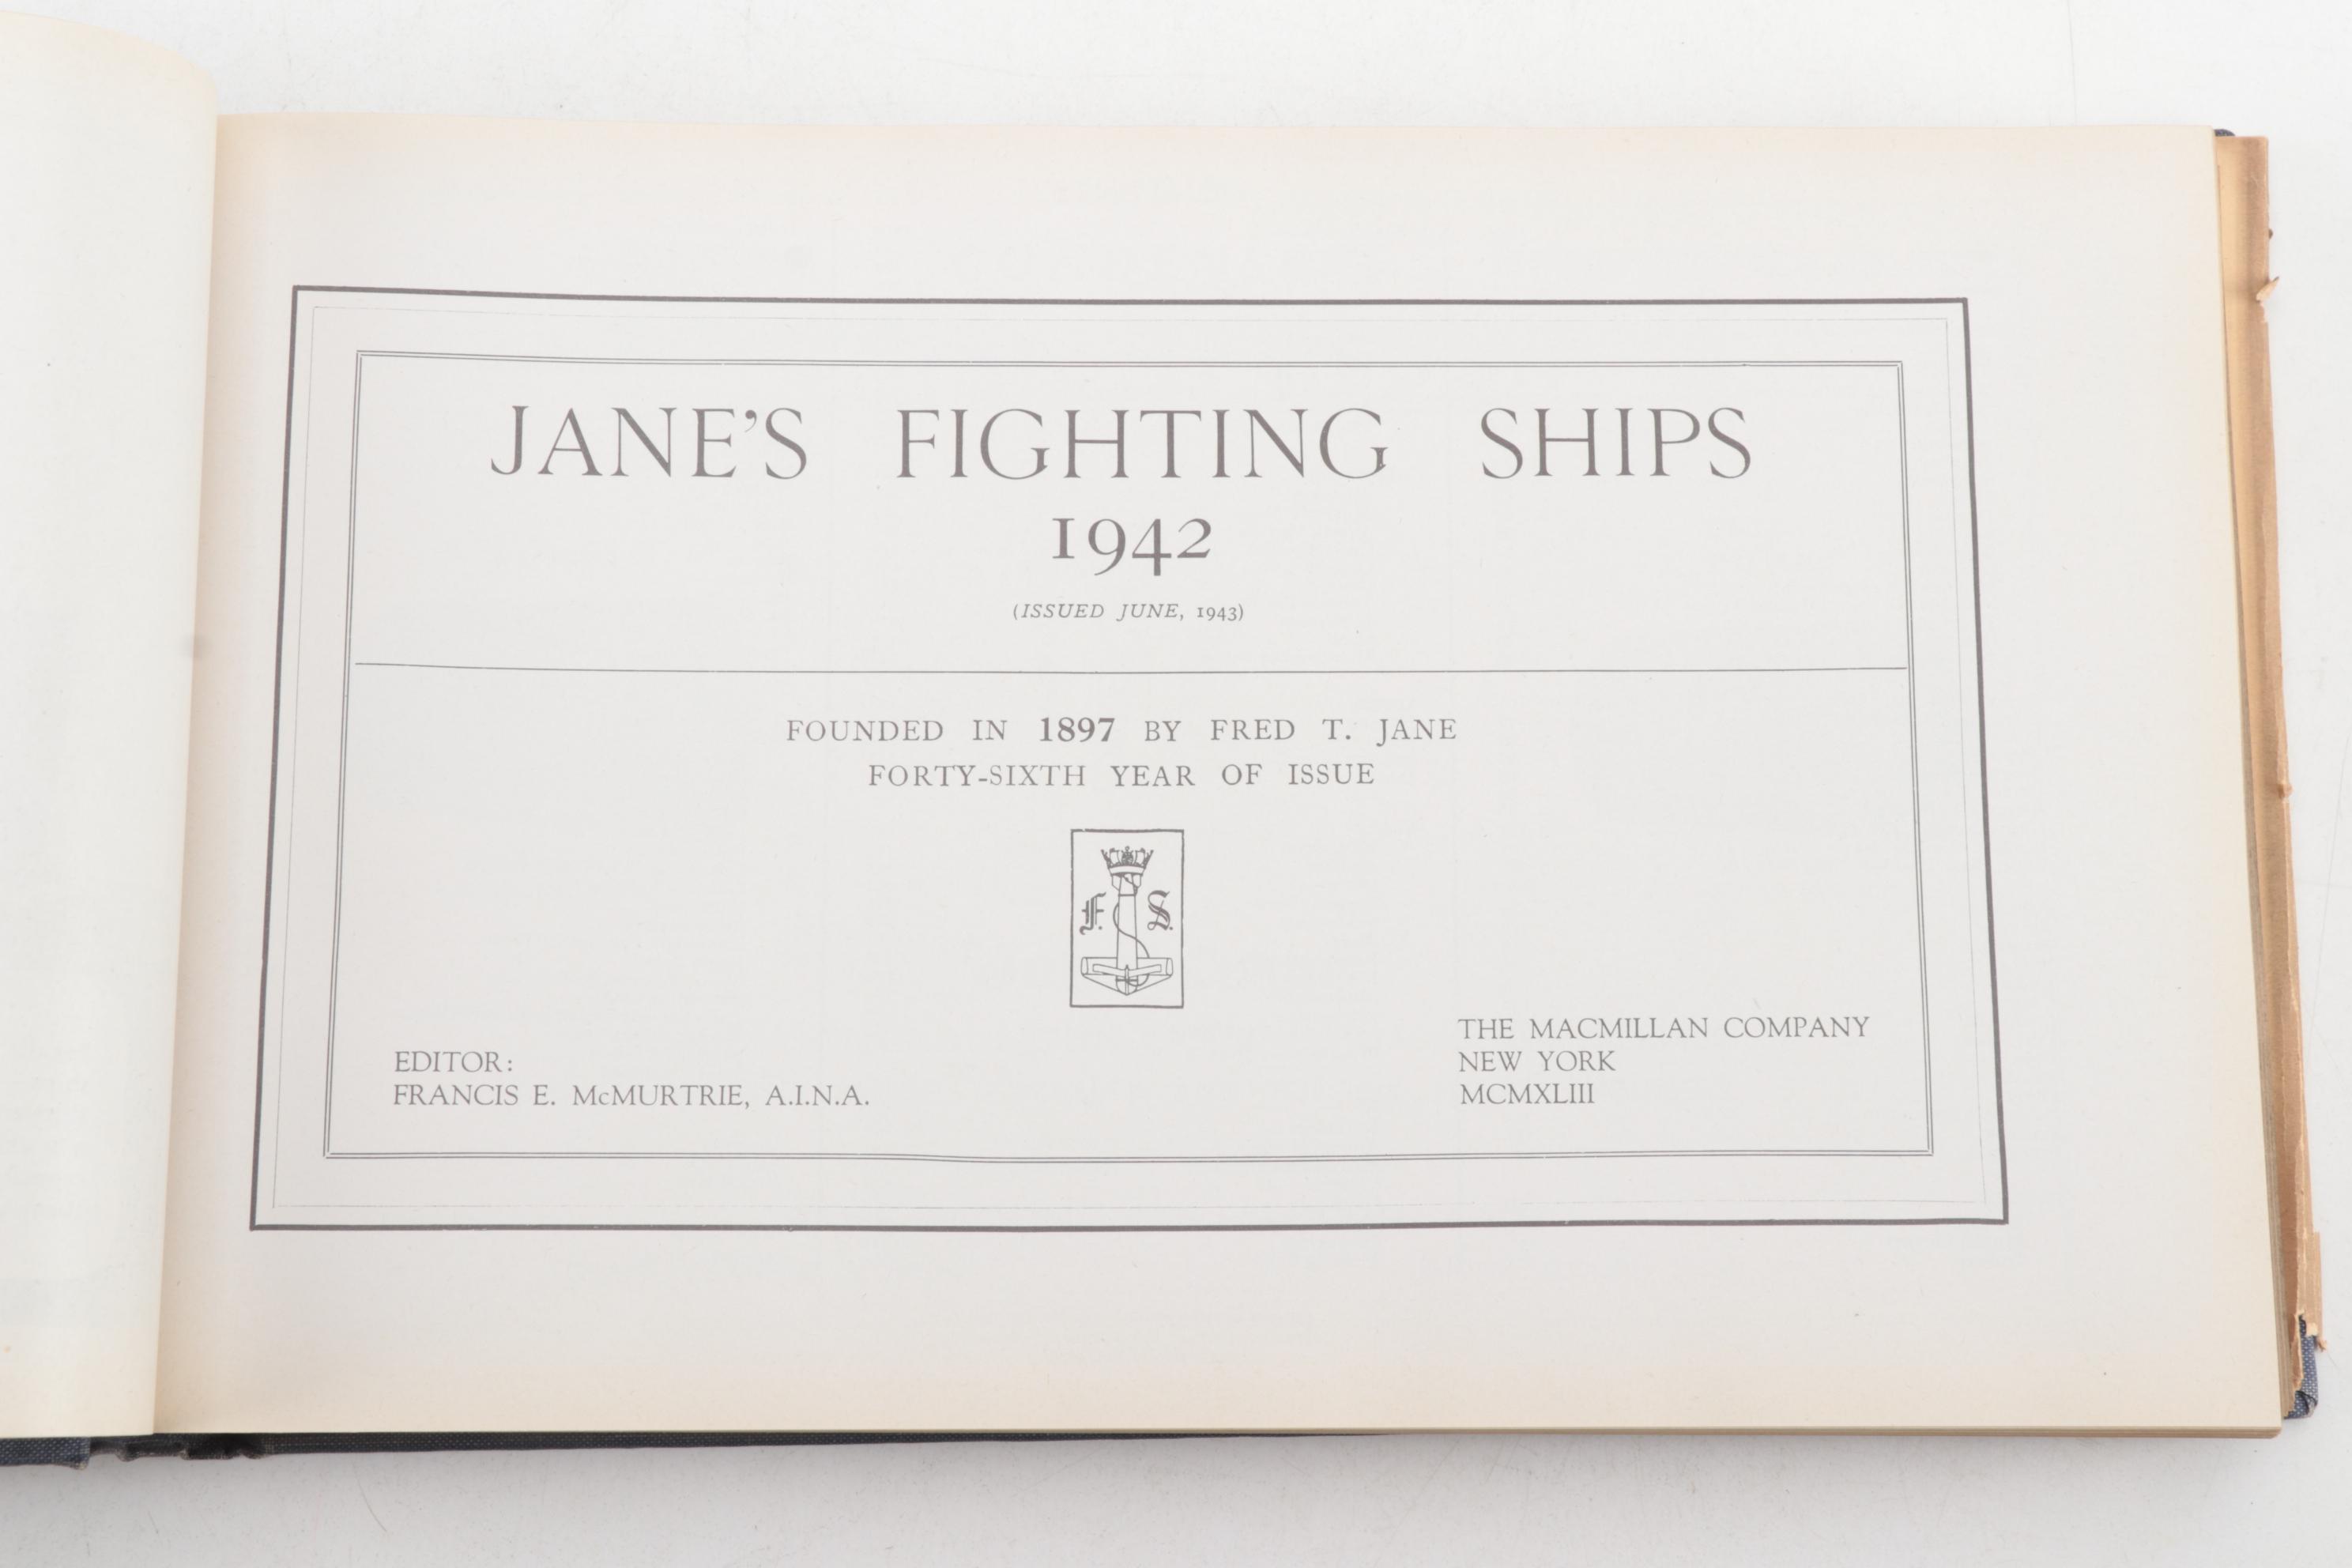 JANE'S FIGHTING SHIPS
1942
(ISSUED JUNE, 1943)
FOUNDED IN 1897 BY FRED T. JANE
FORTY-SIXTH YEAR OF ISSUE
F. S.
EDITOR:
FRANCIS E. McMURTRIE, A.I.N.A.
THE MACMILLAN COMPANY
NEW YORK
MCMXLIII